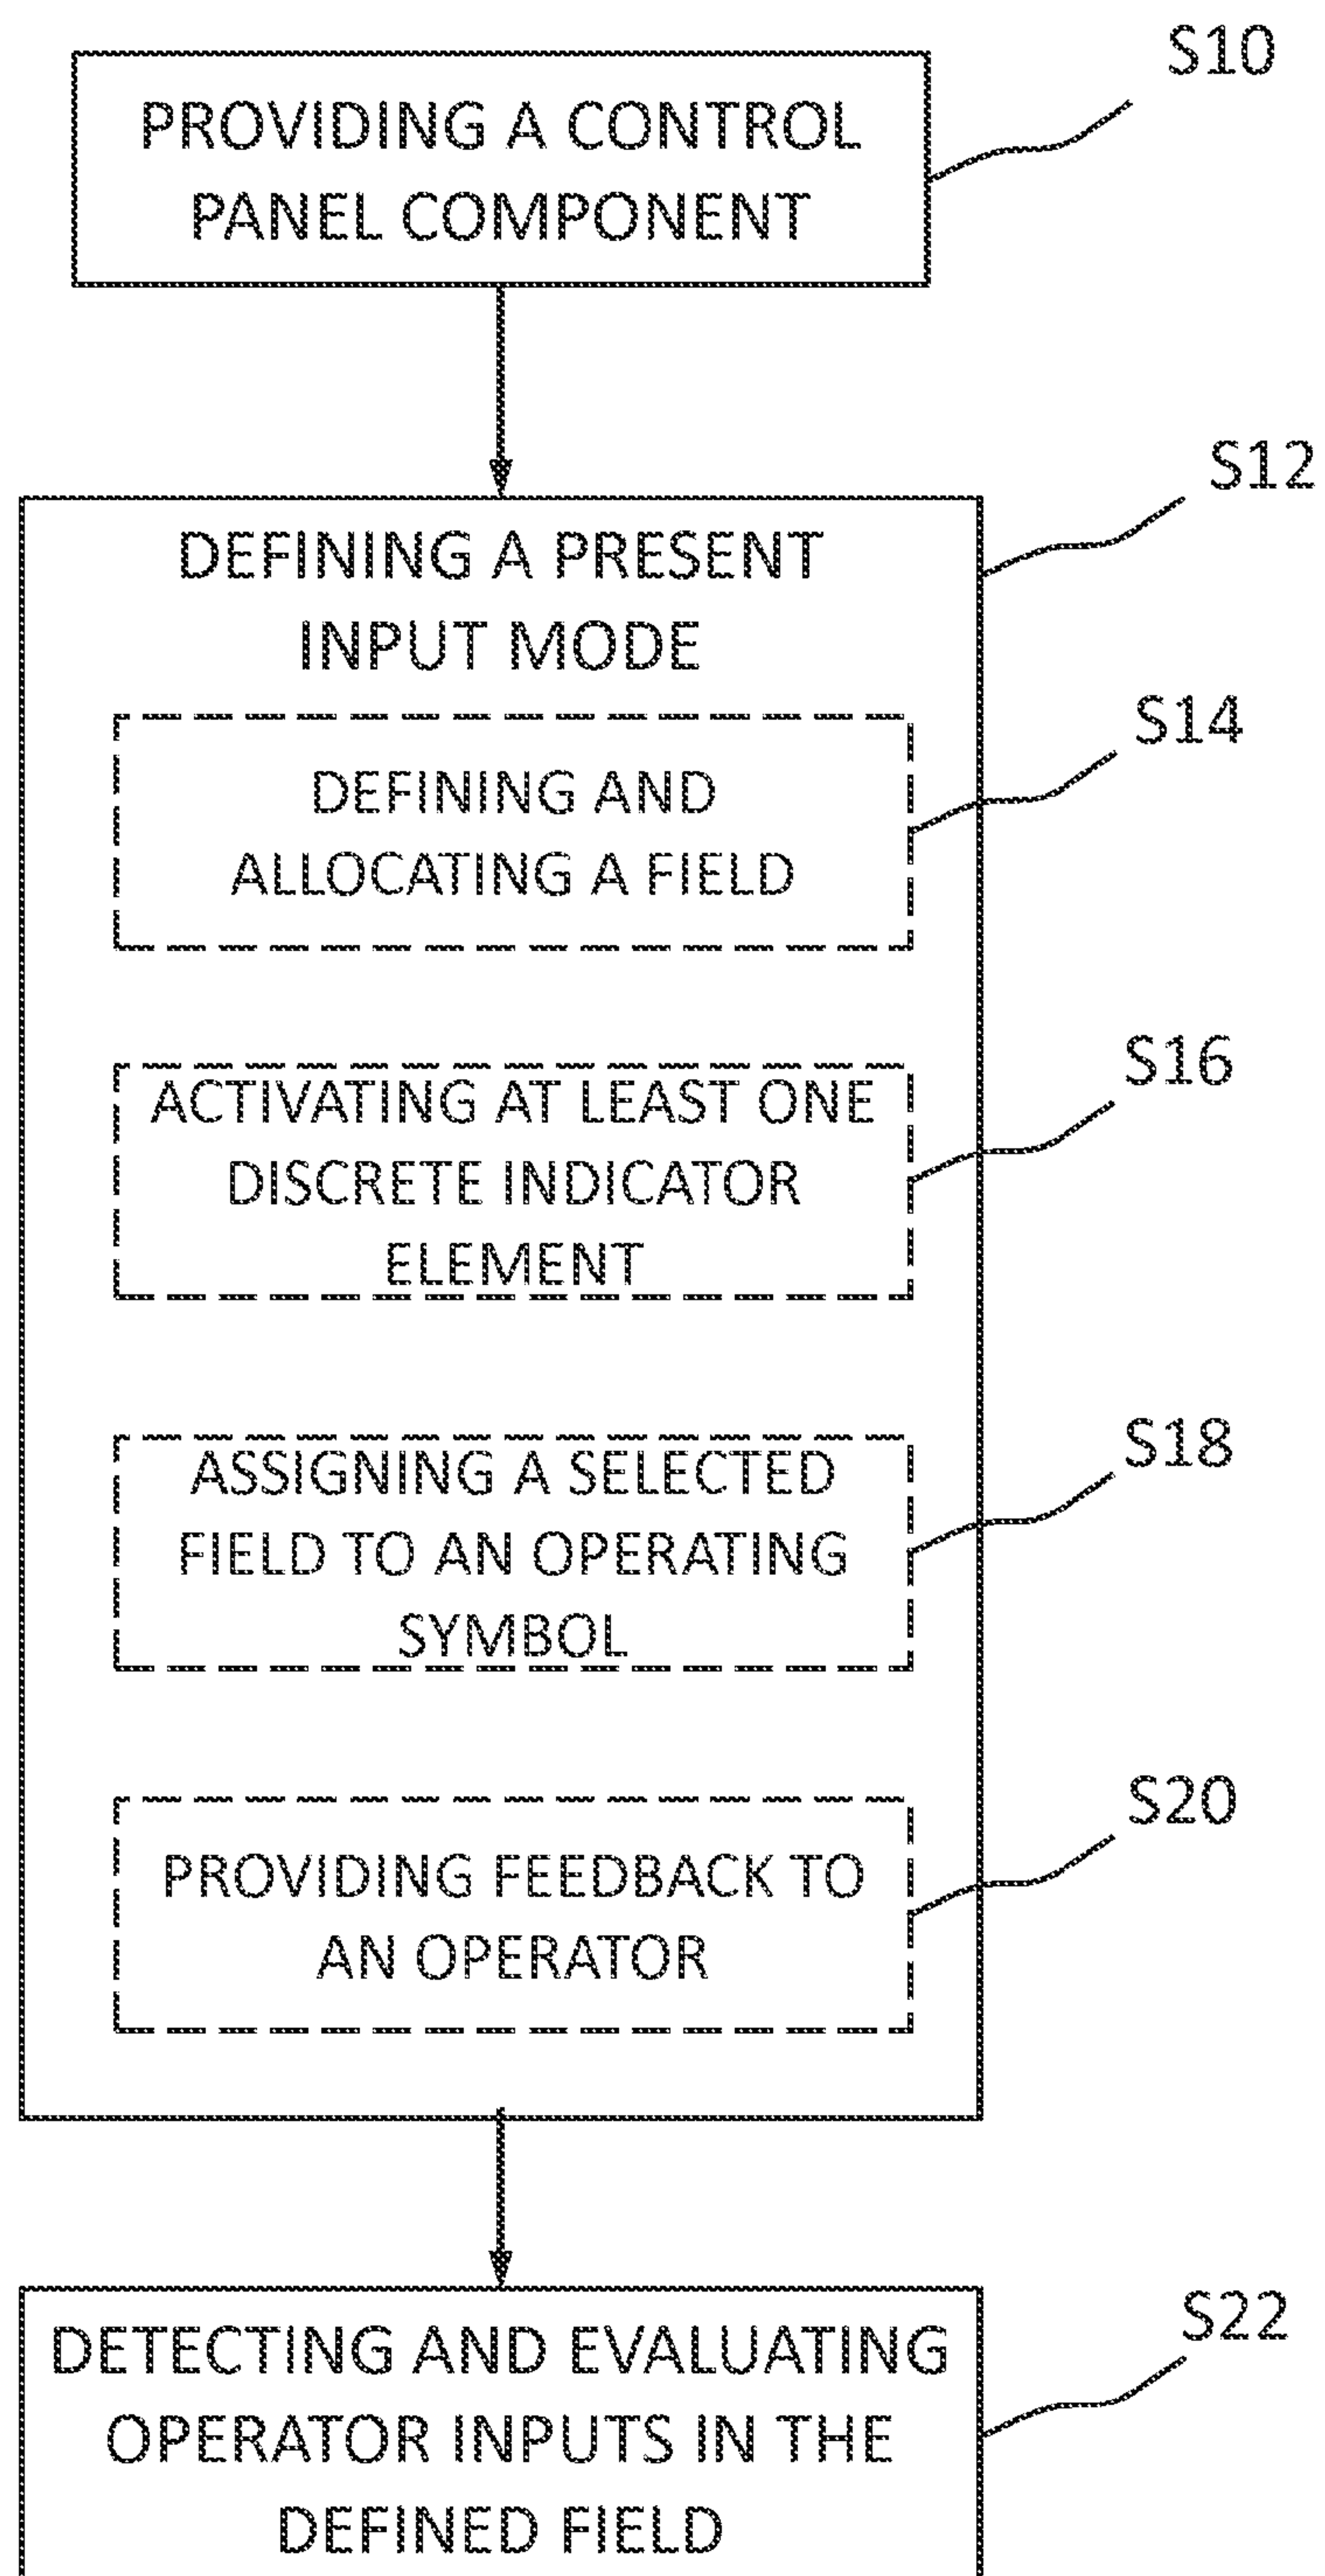 S10
PROVIDING A CONTROL
PANEL COMPONENT
S12
DEFINING A PRESENT
INPUT MODE
S14
DEFINING AND
ALLOCATING A FIELD
S16
ACTIVATING AT LEAST ONE
DISCRETE INDICATOR
ELEMENT
S18
ASSIGNING A SELECTED
FIELD TO AN OPERATING
SYMBOL
S20
PROVIDING FEEDBACK TO
AN OPERATOR
S22
DETECTING AND EVALUATING
OPERATOR INPUTS IN THE
DEFINED FIELD